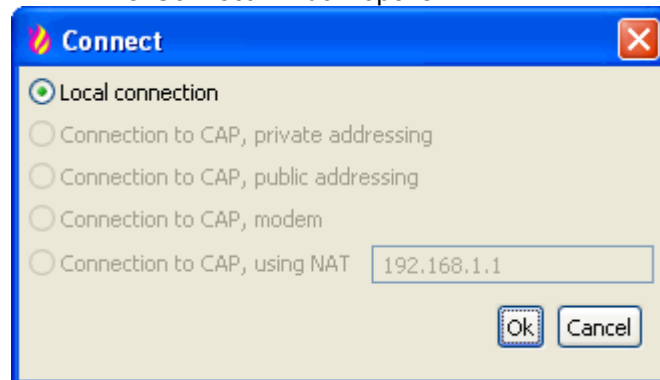 Connect
Local connection
Connection to CAP, private addressing
Connection to CAP, public addressing
Connection to CAP, modem
Connection to CAP, using NAT 192.168.1.1
Ok Cancel